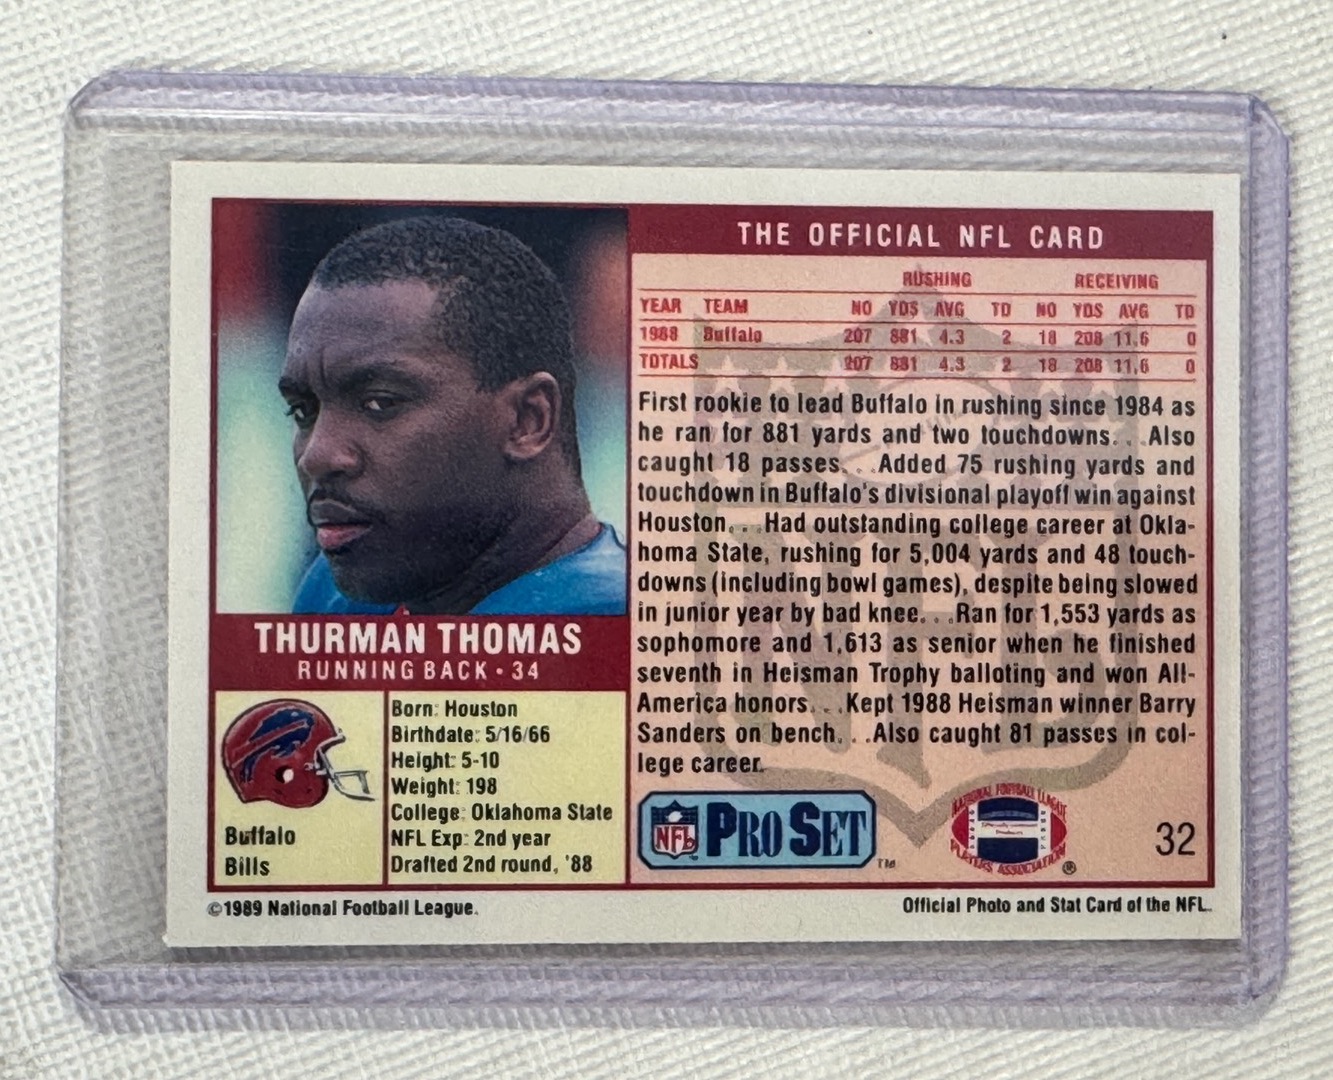 THE OFFICIAL NFL CARD
RUSHING RECEIVING
YEAR TEAM NO YDS AVG TD NO YDS AVG TD
1988 Buffalo 207 881 4.3 2 18 208 11.6 0
TOTALS 207 881 4.3 2 18 208 11.6 0
First rookie to lead Buffalo in rushing since 1984 as
he ran for 881 yards and two touchdowns. . .Also
caught 18 passes. . .Added 75 rushing yards and
touchdown in Buffalo's divisional playoff win against
Houston. . .Had outstanding college career at Okla-
homa State, rushing for 5,004 yards and 48 touch-
downs (including bowl games), despite being slowed
in junior year by bad knee. . .Ran for 1,553 yards as
sophomore and 1,613 as senior when he finished
seventh in Heisman Trophy balloting and won All-
America honors. . .Kept 1988 Heisman winner Barry
Sanders on bench. . .Also caught 81 passes in col-
lege career.
THURMAN THOMAS
RUNNING BACK • 34
Buffalo
Bills
Born: Houston
Birthdate: 5/16/66
Height: 5-10
Weight: 198
College: Oklahoma State
NFL Exp: 2nd year
Drafted 2nd round, '88
NFL PRO SET TM
NATIONAL FOOTBALL LEAGUE
PLAYERS ASSOCIATION ®
32
©1989 National Football League.
Official Photo and Stat Card of the NFL.